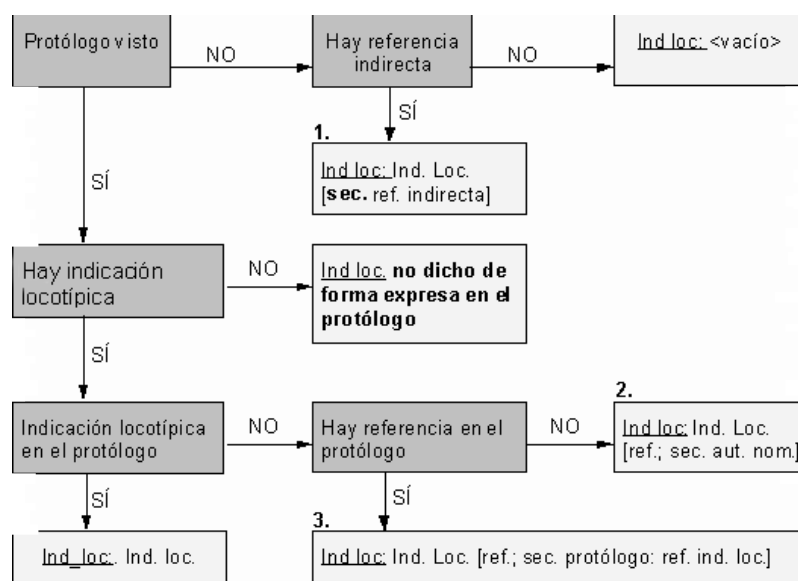 Protólogo visto
NO
Hay referencia
indirecta
NO
Ind loc: <vacío>
SÍ
1.
Ind loc: Ind. Loc.
[sec. ref. indirecta]
SÍ
Hay indicación
locotípica
NO
Ind loc. no dicho de
forma expresa en el
protólogo
SÍ
Indicación locotípica
en el protólogo
NO
Hay referencia en el
protólogo
NO
2.
Ind loc: Ind. Loc.
[ref.; sec. aut. nom.]
SÍ
Ind_loc:. Ind. loc.
SÍ
3.
Ind loc: Ind. Loc. [ref.; sec. protólogo: ref. ind. loc.]